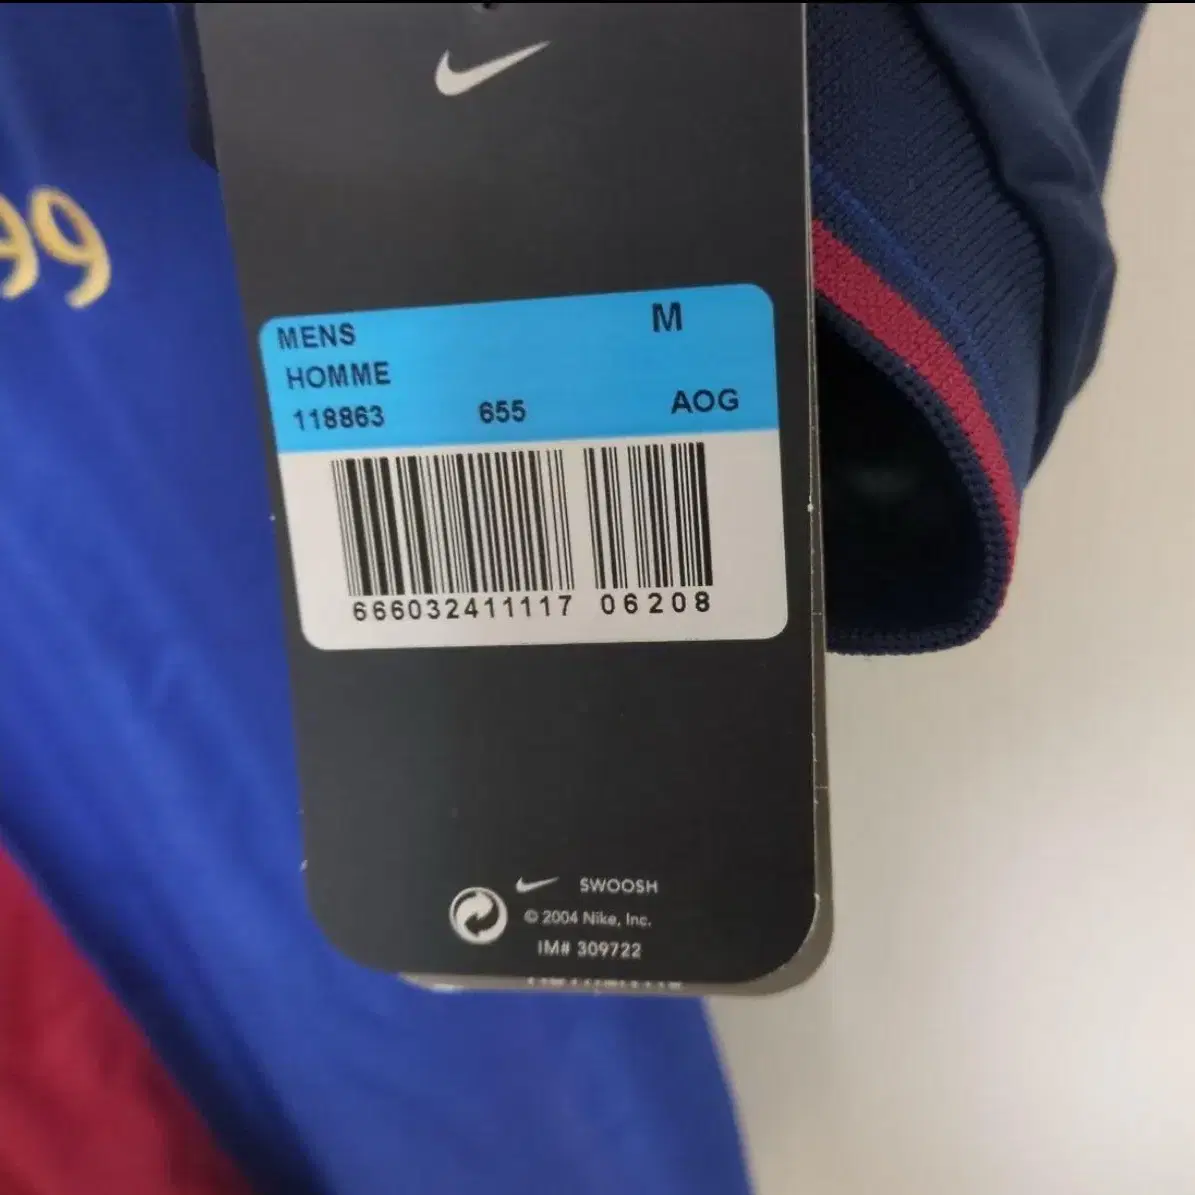 99
MENS M
HOMME
118863 655 AOG
666032411117 06208
SWOOSH
© 2004 Nike, Inc.
IM# 309722